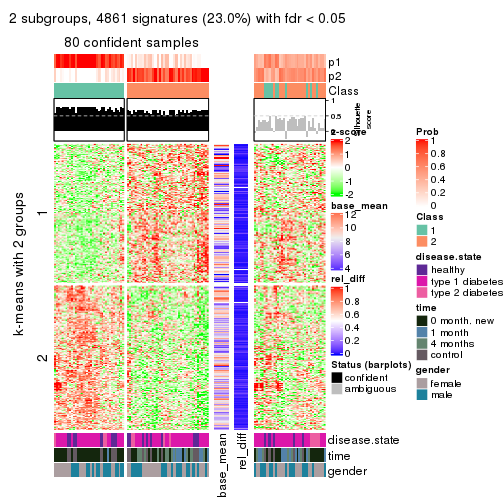 2 subgroups, 4861 signatures (23.0%) with fdr < 0.05
80 confident samples
p1
p2
Class
1
0.5
0
Silhouette
score
z-score
2
1
0
-1
-2
base_mean
12
10
8
6
4
rel_diff
1
0.8
0.6
0.4
0.2
0
Status (barplots)
confident
ambiguous
Prob
1
0.8
0.6
0.4
0.2
0
Class
1
2
disease.state
healthy
type 1 diabetes
type 2 diabetes
time
0 month. new
1 month
4 months
control
gender
female
male
k-means with 2 groups
1
2
base_mean
rel_diff
disease.state
time
gender